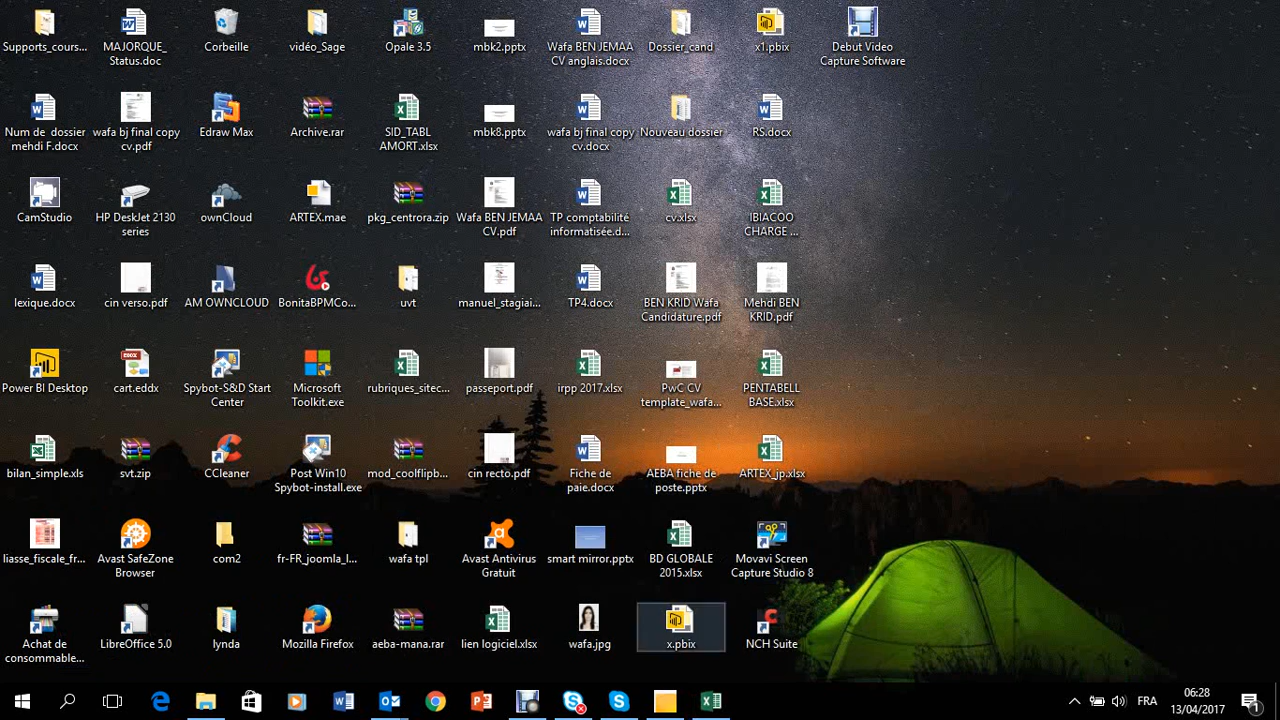 Supports_cours...
MAJORQUE_
Status.doc
Corbeille
vidéo_Sage
Opale 3.5
mbk2.pptx
Wafa BEN JEMAA
CV anglais.docx
Dossier_cand
x1.pbix
Debut Video
Capture Software
Num de dossier
mehdi F.docx
wafa bj final copy
cv.pdf
Edraw Max
Archive.rar
SID_TABL
AMORT.xlsx
mbk8.pptx
wafa bj final copy
cv.docx
Nouveau dossier
RS.docx
CamStudio
HP DeskJet 2130
series
ownCloud
ARTEX.mae
pkg_centrora.zip
Wafa BEN JEMAA
CV.pdf
TP comptabilité
informatisée.d...
cv.xlsx
IBIACOO
CHARGE ...
lexique.docx
cin verso.pdf
AM OWNCLOUD
BonitaBPMCo...
uvt
manuel_stagiai...
TP4.docx
BEN KRID Wafa
Candidature.pdf
Mehdi BEN
KRID.pdf
Power BI Desktop
EDDX
cart.eddx
Spybot-S&D Start
Center
Microsoft
Toolkit.exe
rubriques_sitec...
passeport.pdf
irpp 2017.xlsx
PwC CV
template_wafa...
PENTABELL
BASE.xlsx
bilan_simple.xls
svt.zip
CCleaner
Post Win10
Spybot-install.exe
mod_coolflipb...
cin recto.pdf
Fiche de
paie.docx
AEBA fiche de
poste.pptx
ARTEX_jp.xlsx
liasse_fiscale.fr...
Avast SafeZone
Browser
com2
fr-FR_joomla_l...
wafa tpl
Avast Antivirus
Gratuit
smart mirror.pptx
BD GLOBALE
2015.xlsx
Movavi Screen
Capture Studio 8
Achat de
consommable...
LibreOffice 5.0
lynda
Mozilla Firefox
aeba-mana.rar
lien logiciel.xlsx
wafa.jpg
x.pbix
NCH Suite
FRA
06:28
13/04/2017
1